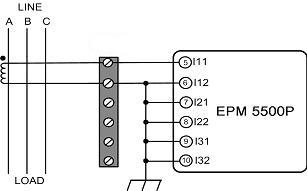 LINE
A B C
5 I11
6 I12
7 I21
8 I22
9 I31
10 I32
EPM 5500P
LOAD